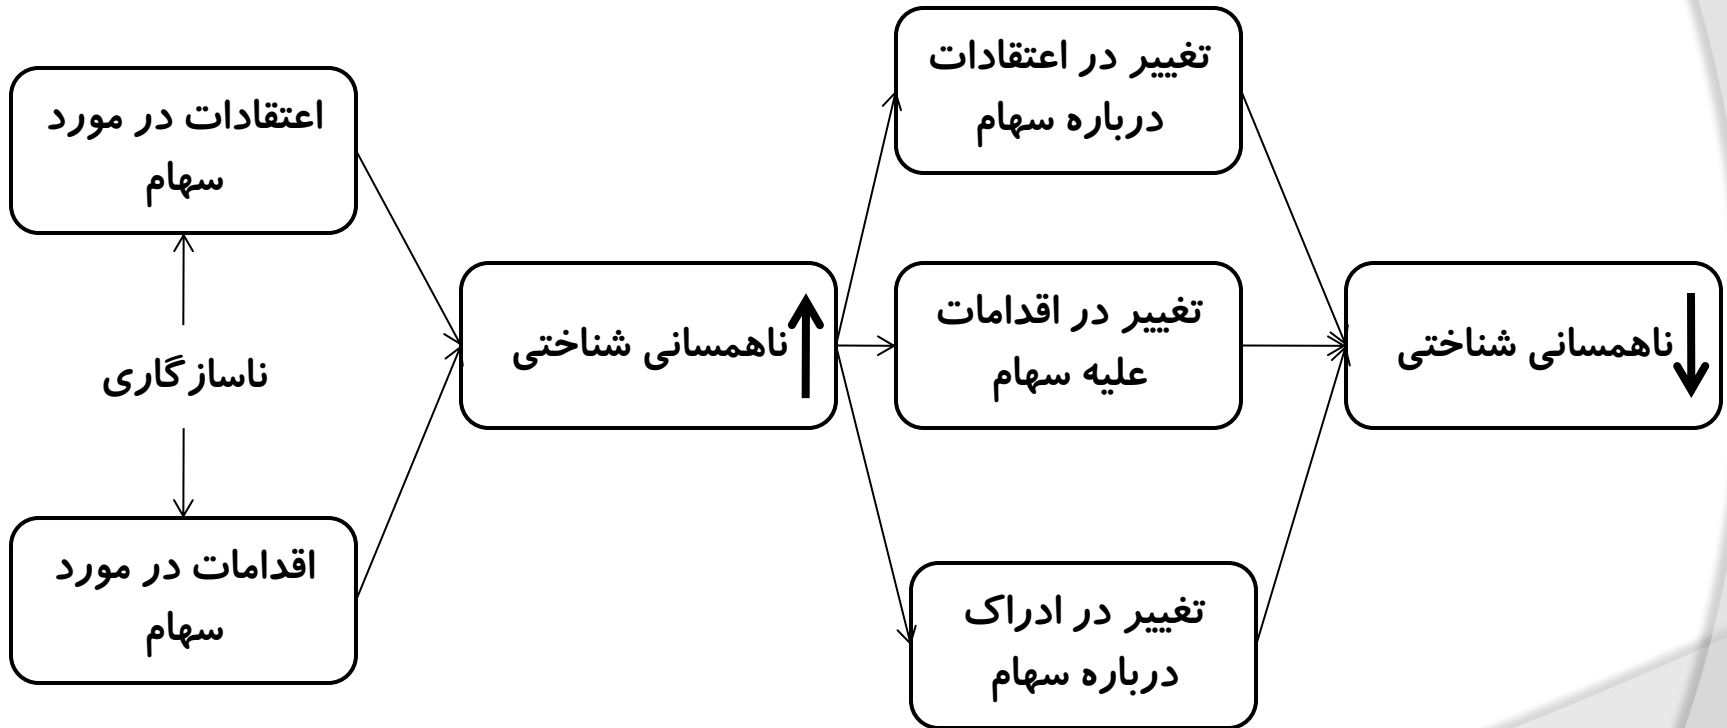 اعتقادات در مورد
سهام
ناسازگاری
اقدامات در مورد
سهام
ناهمسانی شناختی
تغییر در اعتقادات
درباره سهام
تغییر در اقدامات
علیه سهام
تغییر در ادراک
درباره سهام
ناهمسانی شناختی